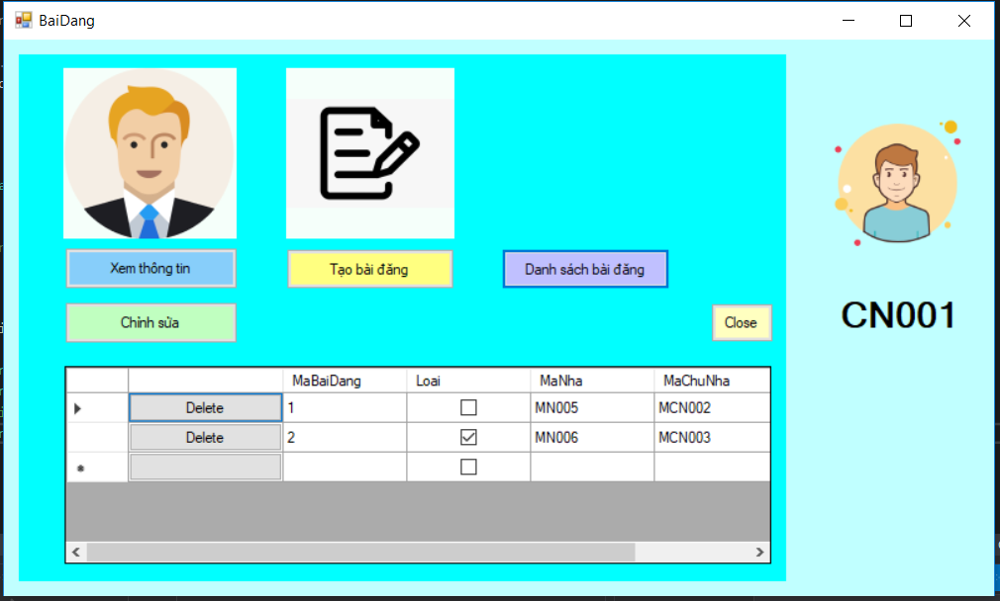 BaiDang
Xem thông tin
Tạo bài đăng
Danh sách bài đăng
Chỉnh sửa
Close
CN001
MaBaiDang Loai MaNha MaChuNha
Delete 1 MN005 MCN002
Delete 2 MN006 MCN003